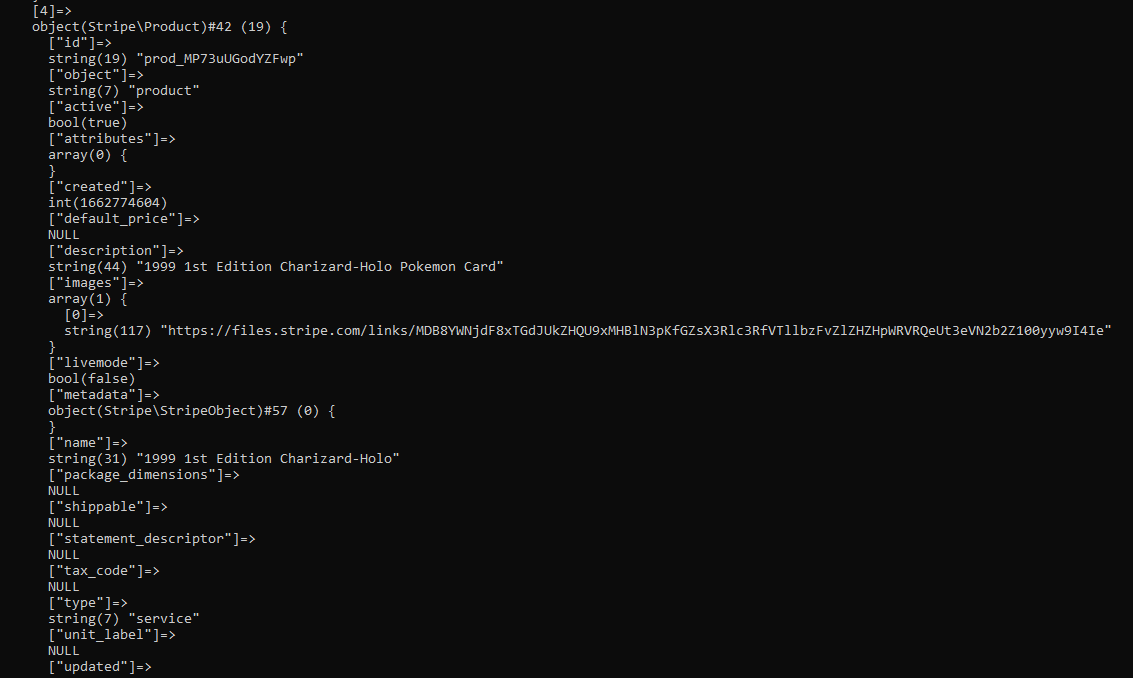 [4]=>
object(Stripe\Product)#42 (19) {
["id"]=>
string(19) "prod_MP73uUGodYZFwp"
["object"]=>
string(7) "product"
["active"]=>
bool(true)
["attributes"]=>
array(0) {
}
["created"]=>
int(1662774604)
["default_price"]=>
NULL
["description"]=>
string(44) "1999 1st Edition Charizard-Holo Pokemon Card"
["images"]=>
array(1) {
[0]=>
string(117) "https://files.stripe.com/links/MDB8YWNjdF8xTGdJUkZHQU9xMHBlN3pKfGZsX3Rlc3RfVTllbzFvZlZHZHpWRVRQeUt3eVN2b2Z100yyw9I4Ie"
}
["livemode"]=>
bool(false)
["metadata"]=>
object(Stripe\StripeObject)#57 (0) {
}
["name"]=>
string(31) "1999 1st Edition Charizard-Holo"
["package_dimensions"]=>
NULL
["shippable"]=>
NULL
["statement_descriptor"]=>
NULL
["tax_code"]=>
NULL
["type"]=>
string(7) "service"
["unit_label"]=>
NULL
["updated"]=>